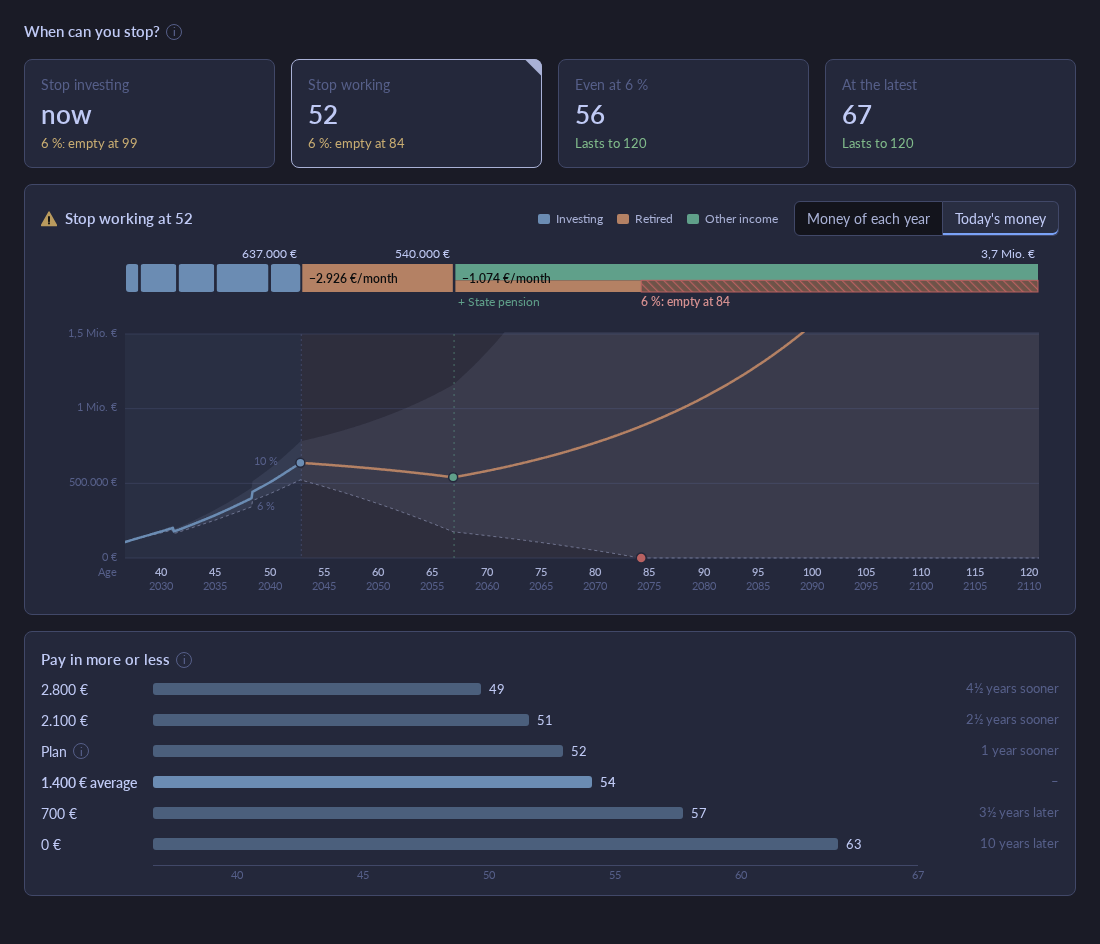 When can you stop? i
Stop investing
now
6 %: empty at 99
Stop working
52
6 %: empty at 84
Even at 6 %
56
Lasts to 120
At the latest
67
Lasts to 120
Stop working at 52
Investing Retired Other income
Money of each year Today's money
637.000 € 540.000 € 3,7 Mio. €
−2.926 €/month −1.074 €/month
+ State pension 6 %: empty at 84
1,5 Mio. €
1 Mio. €
10 %
500.000 €
6 %
0 €
Age 40 45 50 55 60 65 70 75 80 85 90 95 100 105 110 115 120
2030 2035 2040 2045 2050 2055 2060 2065 2070 2075 2080 2085 2090 2095 2100 2105 2110
Pay in more or less i
2.800 € 49 4½ years sooner
2.100 € 51 2½ years sooner
Plan i 52 1 year sooner
1.400 € average 54 –
700 € 57 3½ years later
0 € 63 10 years later
40 45 50 55 60 67